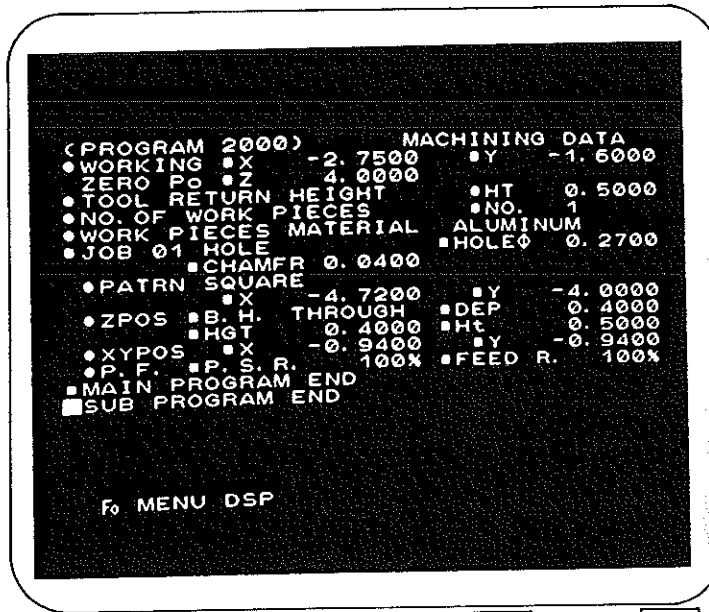 (PROGRAM 2000) MACHINING DATA
●WORKING ■X -2.7500 ■Y -1.6000
ZERO Po ■Z 4.0000
●TOOL RETURN HEIGHT ■HT 0.5000
●NO. OF WORK PIECES ■NO. 1
●WORK PIECES MATERIAL ALUMINUM
■JOB 01 HOLE ■HOLEΦ 0.2700
■CHAMFR 0.0400
●PATRN SQUARE
■X -4.7200 ■Y -4.0000
●ZPOS ■B.H. THROUGH ■DEP 0.4000
■HGT 0.4000 ■Ht 0.5000
●XYPOS ■X -0.9400 ■Y -0.9400
●P.F. ■P.S.R. 100% ■FEED R. 100%
■MAIN PROGRAM END
■SUB PROGRAM END
Fo MENU DSP